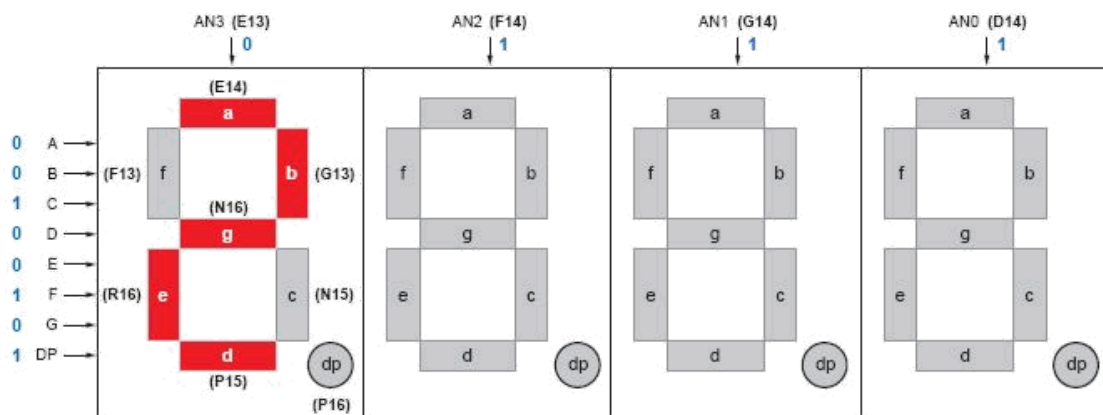 AN3 (E13) AN2 (F14) AN1 (G14) AN0 (D14)
0 1 1 1
(E14)
a a a a
0 A
0 B (F13) f b (G13) f b f b f b
1 C
(N16)
0 D g g g g
0 E
1 F (R16) e c (N15) e c e c e c
0 G
1 DP d dp d dp d dp d dp
(P15)
(P16)